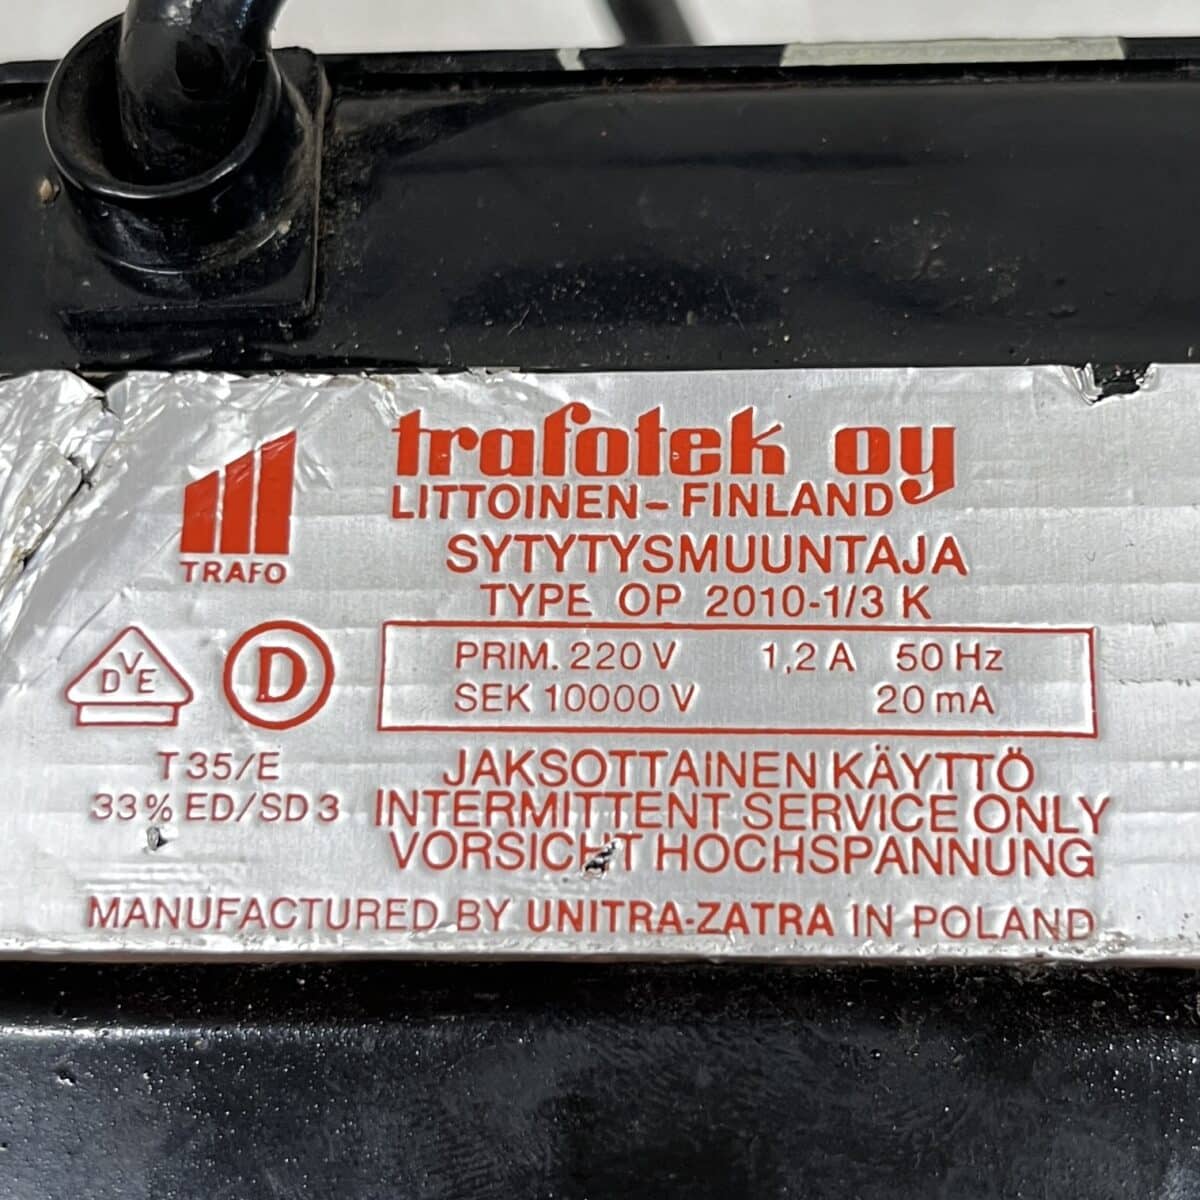 trafotek oy
LITTOINEN-FINLAND
TRAFO
SYTYTYSMUUNTAJA
TYPE OP 2010-1/3 K
PRIM. 220 V 1,2 A 50 Hz
SEK 10000 V 20 mA
VDE
D
T 35/E
33% ED/SD 3
JAKSOTTAINEN KÄYTTÖ
INTERMITTENT SERVICE ONLY
VORSICHT HOCHSPANNUNG
MANUFACTURED BY UNITRA-ZATRA IN POLAND